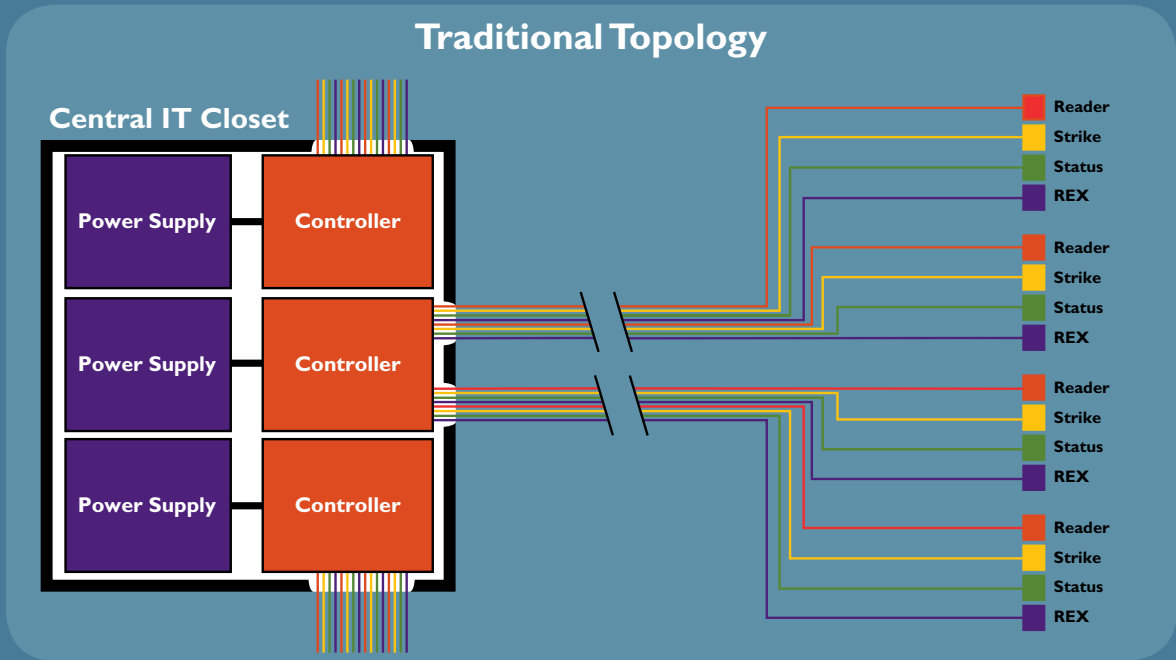 Traditional Topology
Central IT Closet
Power Supply
Controller
Power Supply
Controller
Power Supply
Controller
Reader
Strike
Status
REX
Reader
Strike
Status
REX
Reader
Strike
Status
REX
Reader
Strike
Status
REX